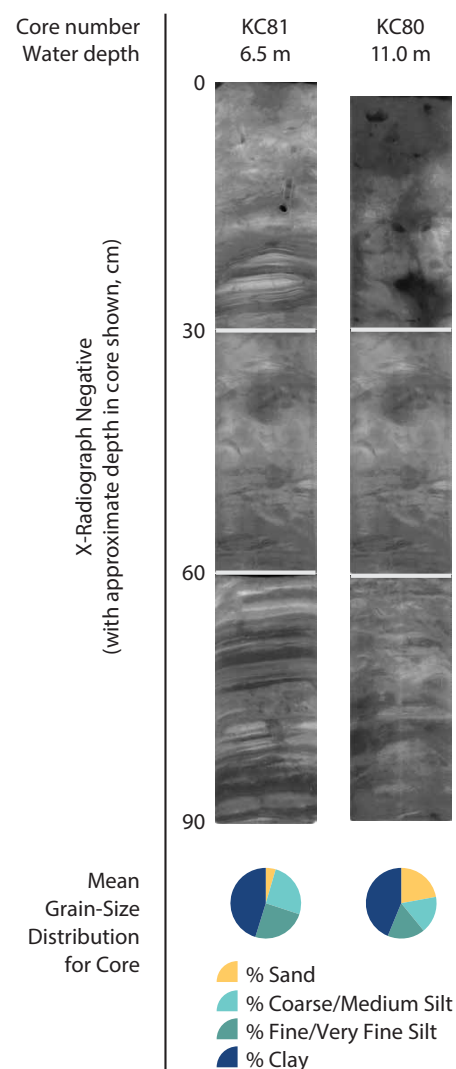 Core number
Water depth
KC81
6.5 m
KC80
11.0 m
0
30
60
90
X-Radiograph Negative
(with approximate depth in core shown, cm)
Mean
Grain-Size
Distribution
for Core
% Sand
% Coarse/Medium Silt
% Fine/Very Fine Silt
% Clay